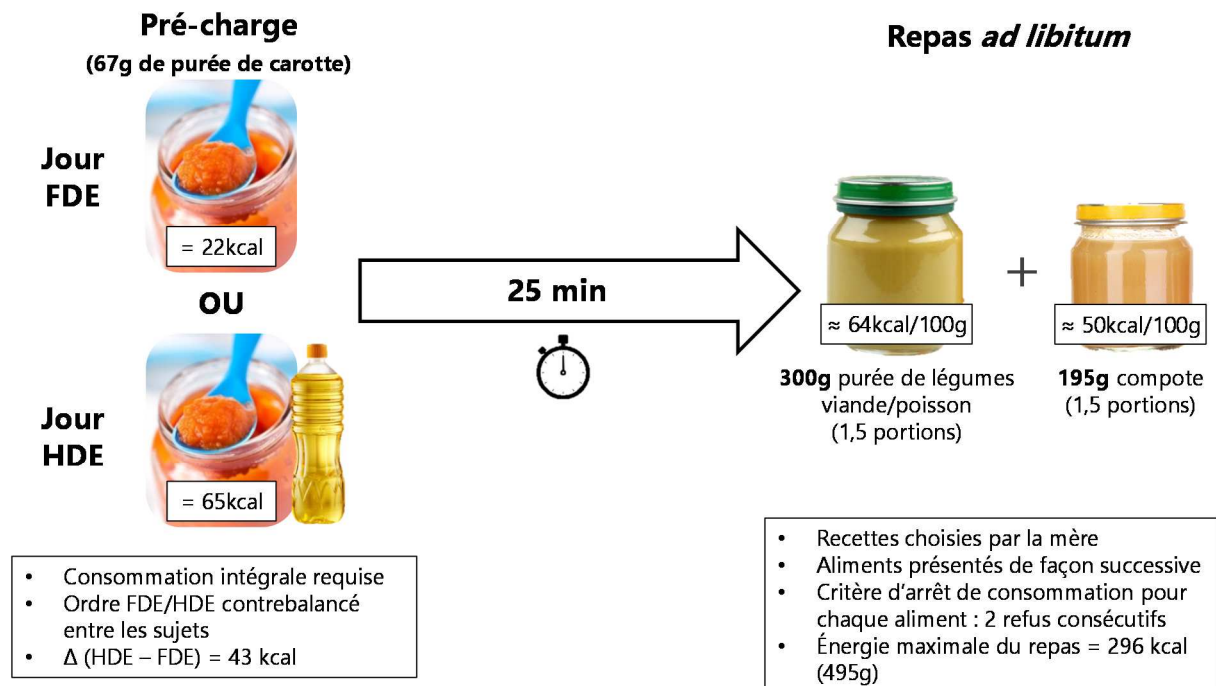 Pré-charge
(67g de purée de carotte)
Jour
FDE
= 22kcal
OU
Jour
HDE
= 65kcal
• Consommation intégrale requise
• Ordre FDE/HDE contrebalancé
entre les sujets
• Δ (HDE – FDE) = 43 kcal
25 min
Repas ad libitum
≈ 64kcal/100g
+
≈ 50kcal/100g
300g purée de légumes
viande/poisson
(1,5 portions)
195g compote
(1,5 portions)
• Recettes choisies par la mère
• Aliments présentés de façon successive
• Critère d'arrêt de consommation pour
chaque aliment : 2 refus consécutifs
• Énergie maximale du repas = 296 kcal
(495g)